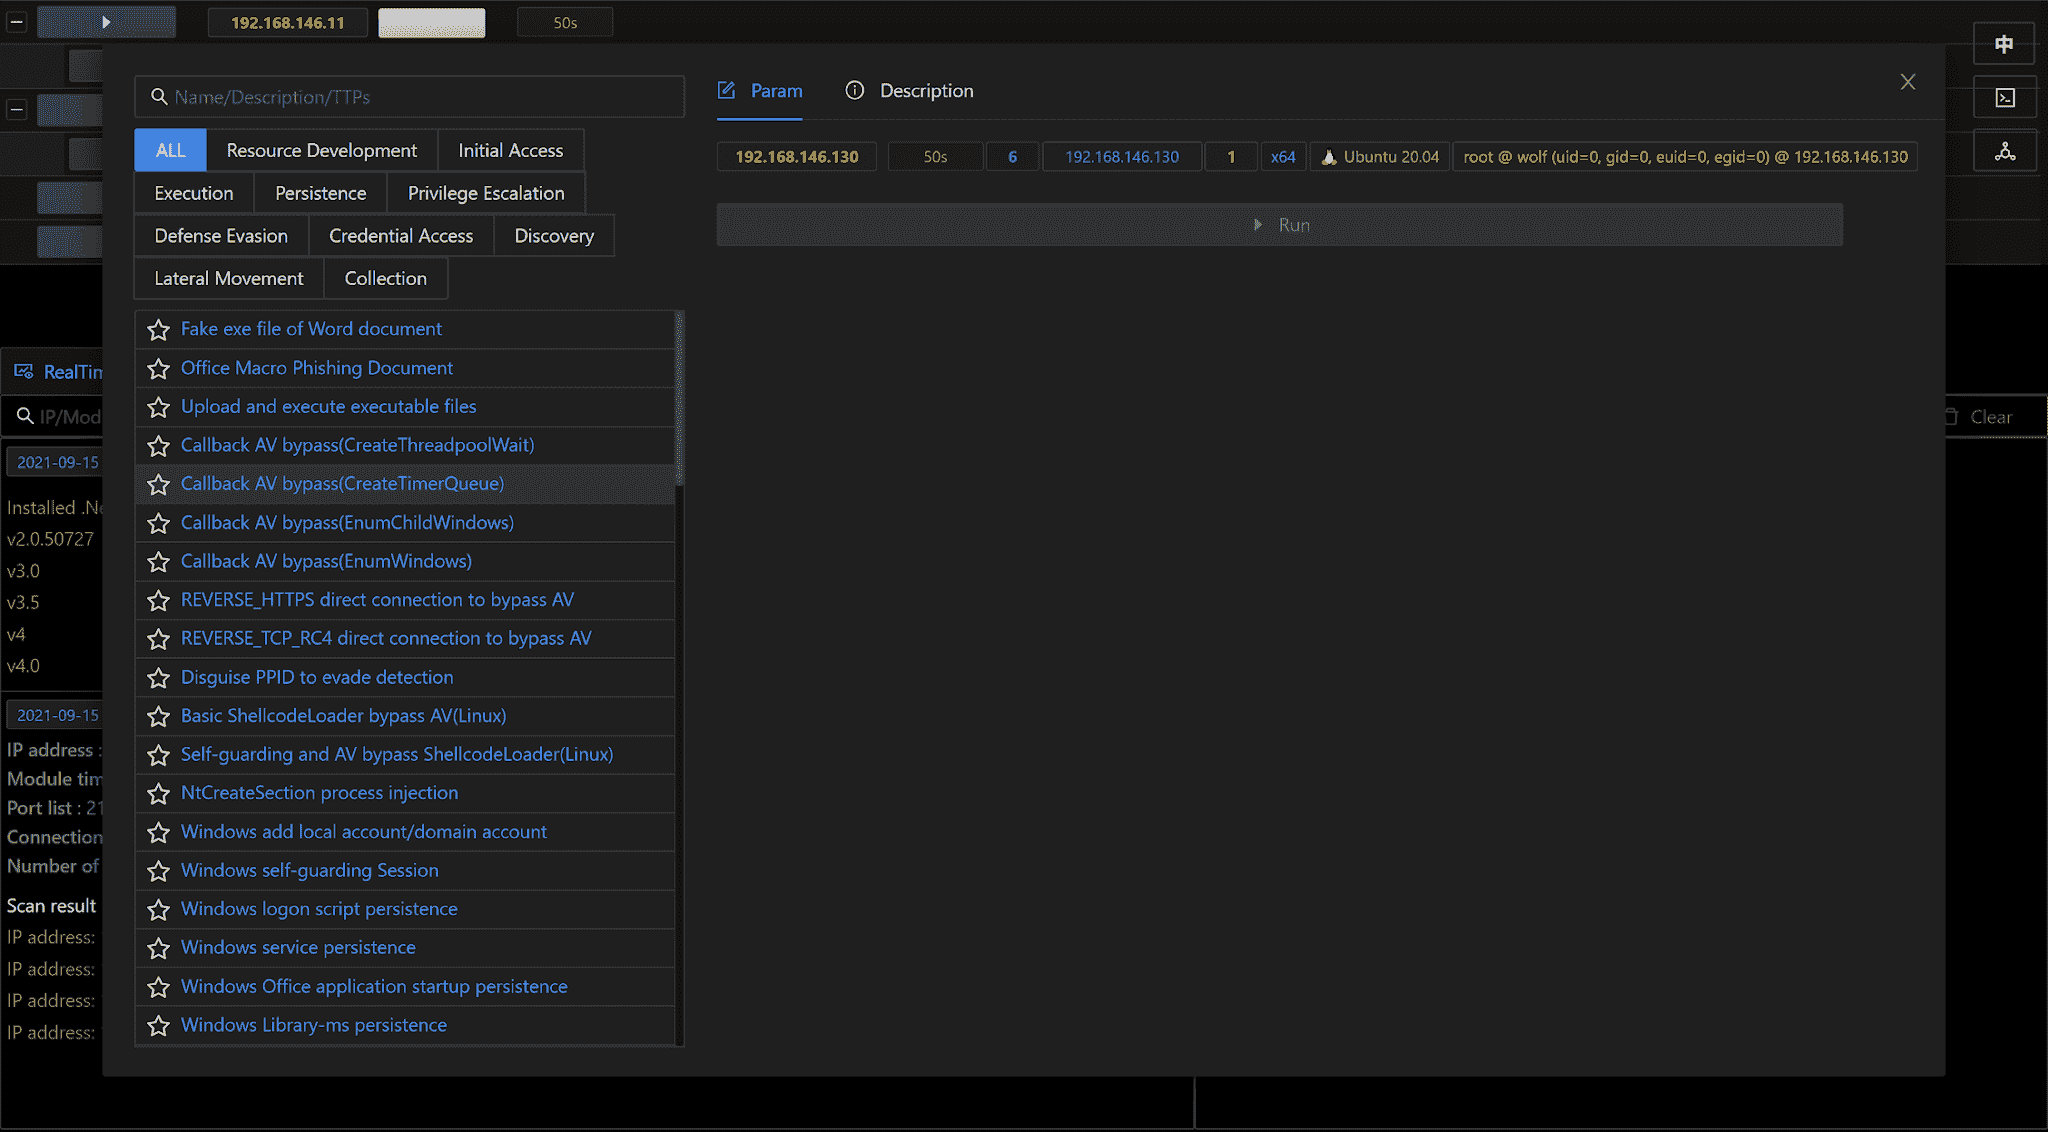 192.168.146.11 50s
中
Name/Description/TTPs
Param Description
ALL Resource Development Initial Access
192.168.146.130 50s 6 192.168.146.130 1 x64 Ubuntu 20.04 root @ wolf (uid=0, gid=0, euid=0, egid=0) @ 192.168.146.130
Execution Persistence Privilege Escalation
Run
Defense Evasion Credential Access Discovery
Lateral Movement Collection
Fake exe file of Word document
Office Macro Phishing Document
Upload and execute executable files
Callback AV bypass(CreateThreadpoolWait)
Callback AV bypass(CreateTimerQueue)
Callback AV bypass(EnumChildWindows)
Callback AV bypass(EnumWindows)
REVERSE_HTTPS direct connection to bypass AV
REVERSE_TCP_RC4 direct connection to bypass AV
Disguise PPID to evade detection
Basic ShellcodeLoader bypass AV(Linux)
Self-guarding and AV bypass ShellcodeLoader(Linux)
NtCreateSection process injection
Windows add local account/domain account
Windows self-guarding Session
Windows logon script persistence
Windows service persistence
Windows Office application startup persistence
Windows Library-ms persistence
RealTim
IP/Mod
Clear
2021-09-15
Installed .Ne
v2.0.50727
v3.0
v3.5
v4
v4.0
2021-09-15
IP address :
Module tim
Port list : 21
Connection
Number of
Scan result
IP address:
IP address:
IP address:
IP address: